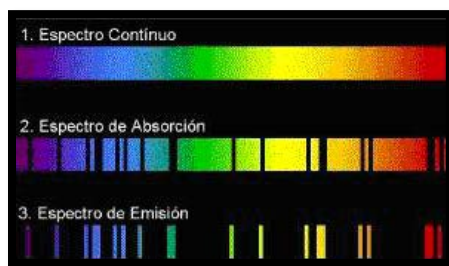 1. Espectro Contínuo
2. Espectro de Absorción
3. Espectro de Emisión